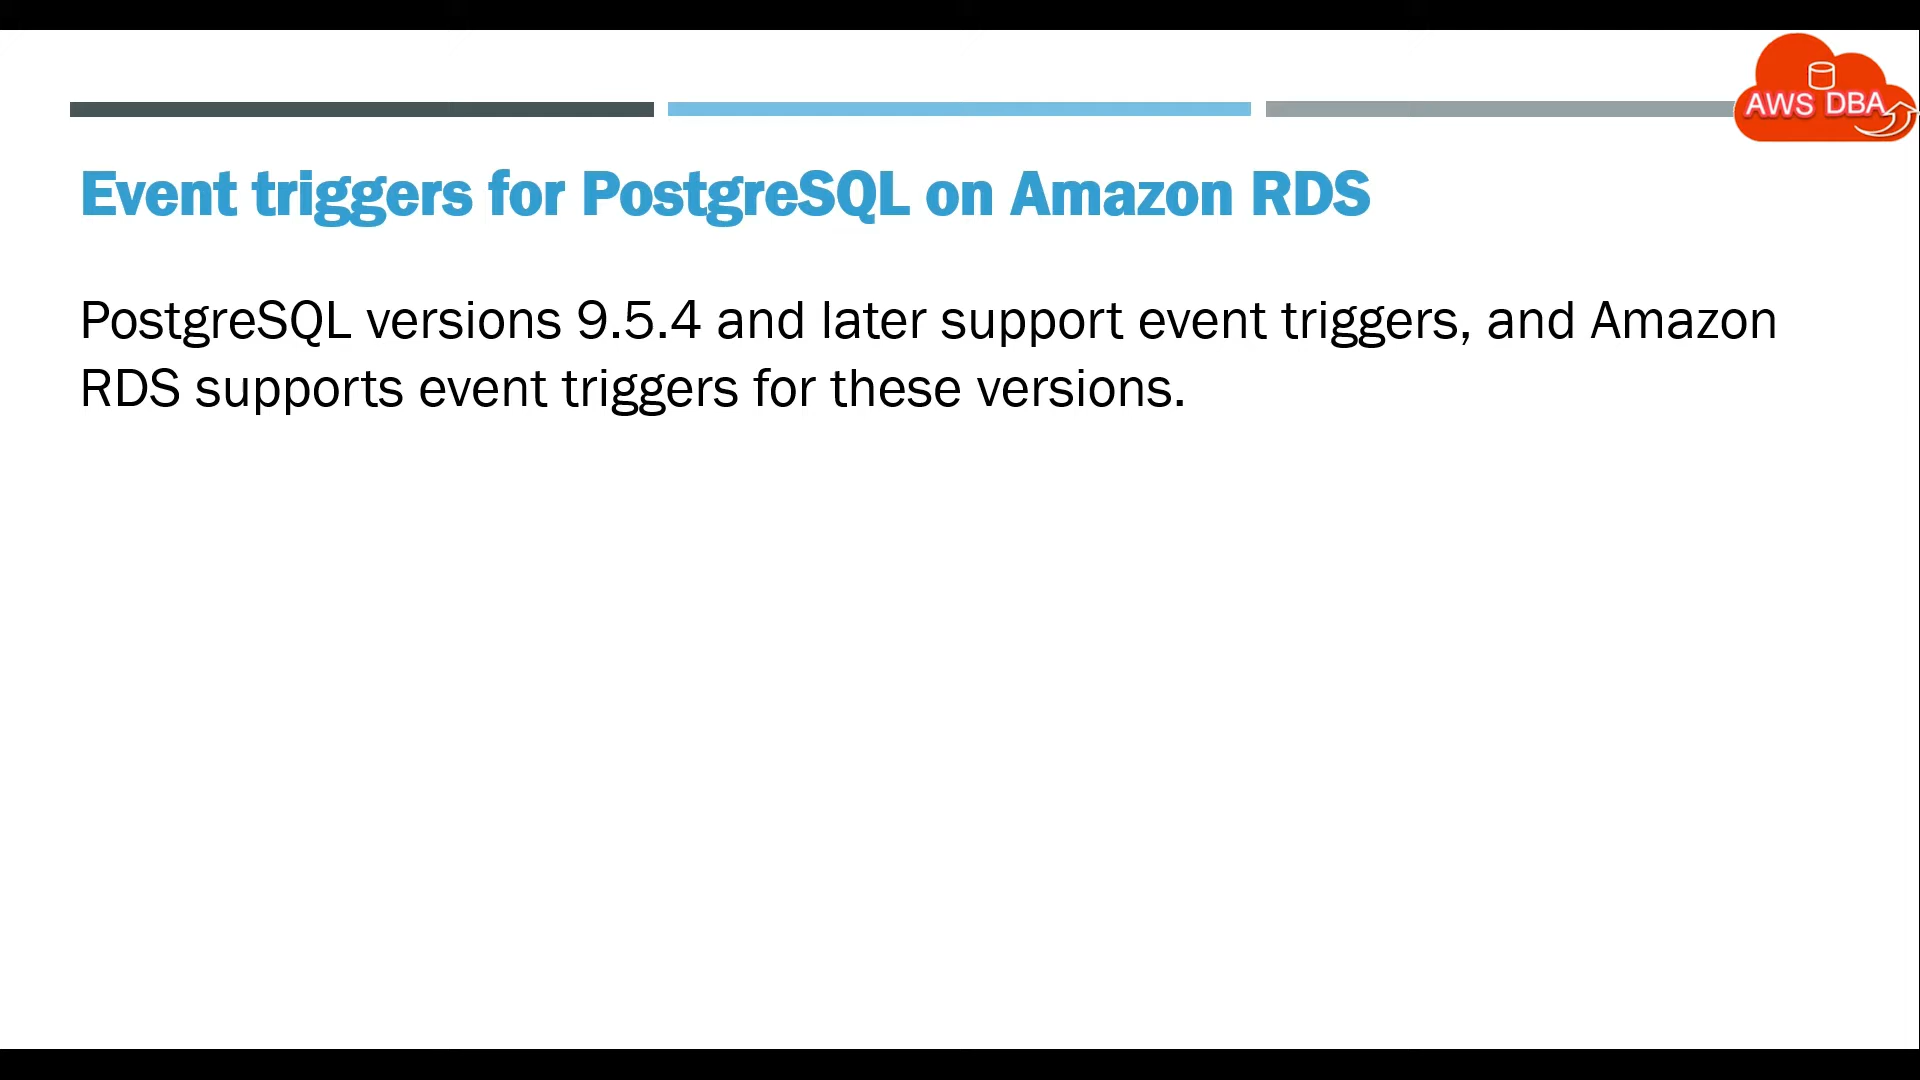 AWS DBA
Event triggers for PostgreSQL on Amazon RDS
PostgreSQL versions 9.5.4 and later support event triggers, and Amazon
RDS supports event triggers for these versions.